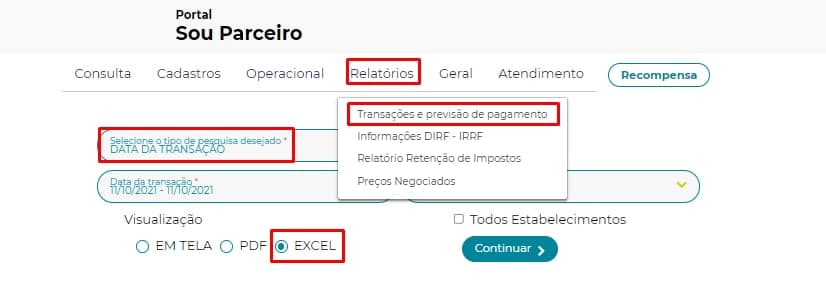 Portal
Sou Parceiro
Consulta Cadastros Operacional Relatórios Geral Atendimento Recompensa
Transações e previsão de pagamento
Informações DIRF - IRRF
Relatório Retenção de Impostos
Preços Negociados
Selecione o tipo de pesquisa desejado *
DATA DA TRANSAÇÃO
Data da transação *
11/10/2021 - 11/10/2021
Visualização
Todos Estabelecimentos
EM TELA PDF EXCEL
Continuar